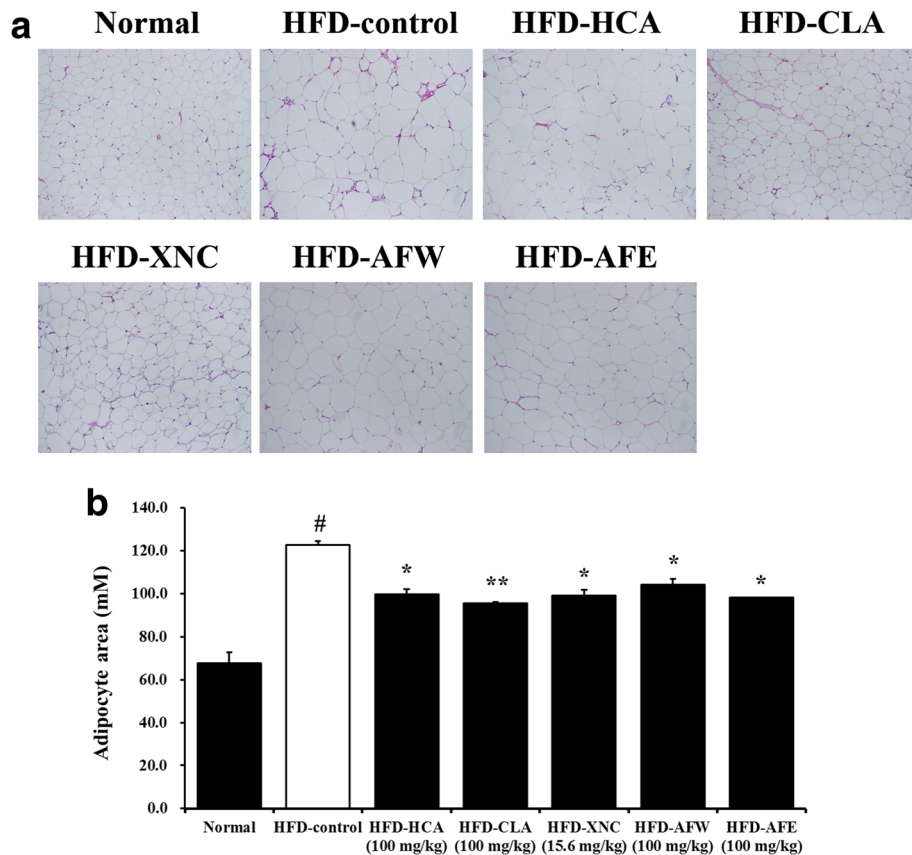 a
Normal HFD-control HFD-HCA HFD-CLA
HFD-XNC HFD-AFW HFD-AFE
b
Adipocyte area (mM)
140.0
120.0
100.0
80.0
60.0
40.0
20.0
0.0
#
*
**
*
*
*
Normal HFD-control HFD-HCA HFD-CLA HFD-XNC HFD-AFW HFD-AFE
(100 mg/kg) (100 mg/kg) (15.6 mg/kg) (100 mg/kg) (100 mg/kg)